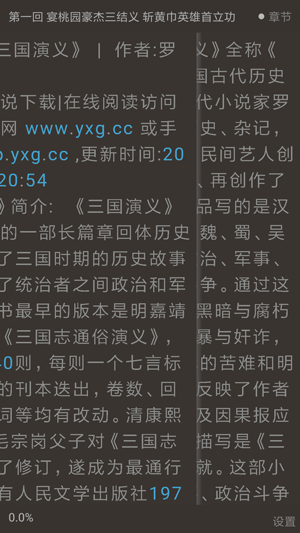 第一回 宴桃园豪杰三结义 斩黄巾英雄首立功
章节
三国演义》 | 作者:罗
说下载|在线阅读访问
网 www.yxg.cc 或手
.yxg.cc ,更新时间:20
20:54
》简介: 《三国演义》
的一部长篇章回体历史
了三国时期的历史故事
了统治者之间政治和军
书最早的版本是明嘉靖
《三国志通俗演义》，
40则，每则一个七言标
的刊本迭出，卷数、回
词等均有改动。清康熙
毛宗岗父子对《三国志
了修订，遂成为最通行
有人民文学出版社197
义》全称《
国古代历史
代小说家罗
史、杂记，
民间艺人创
、再创作了
品写的是汉
魏、蜀、吴
治、军事、
争。通过这
黑暗与腐朽
暴与奸诈，
的苦难和明
反映了作者
及因果报应
描写是《三
就。这部小
、政治斗争
0.0%
设置